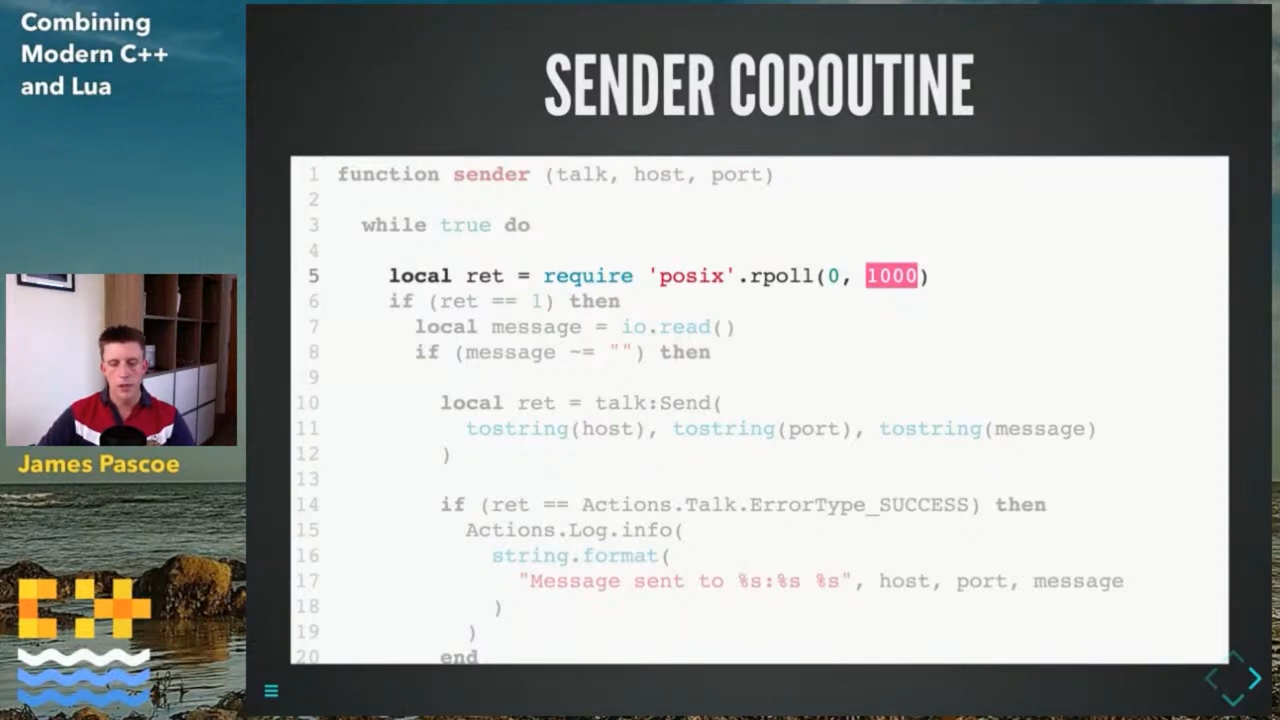 Combining
Modern C++
and Lua
James Pascoe
SENDER COROUTINE
1 function sender (talk, host, port)
2
3 while true do
4
5 local ret = require 'posix'.rpoll(0, 1000)
6 if (ret == 1) then
7 local message = io.read()
8 if (message ~= "") then
9
10 local ret = talk:Send(
11 tostring(host), tostring(port), tostring(message)
12 )
13
14 if (ret == Actions.Talk.ErrorType_SUCCESS) then
15 Actions.Log.info(
16 string.format(
17 "Message sent to %s:%s %s", host, port, message
18 )
19 )
20 end